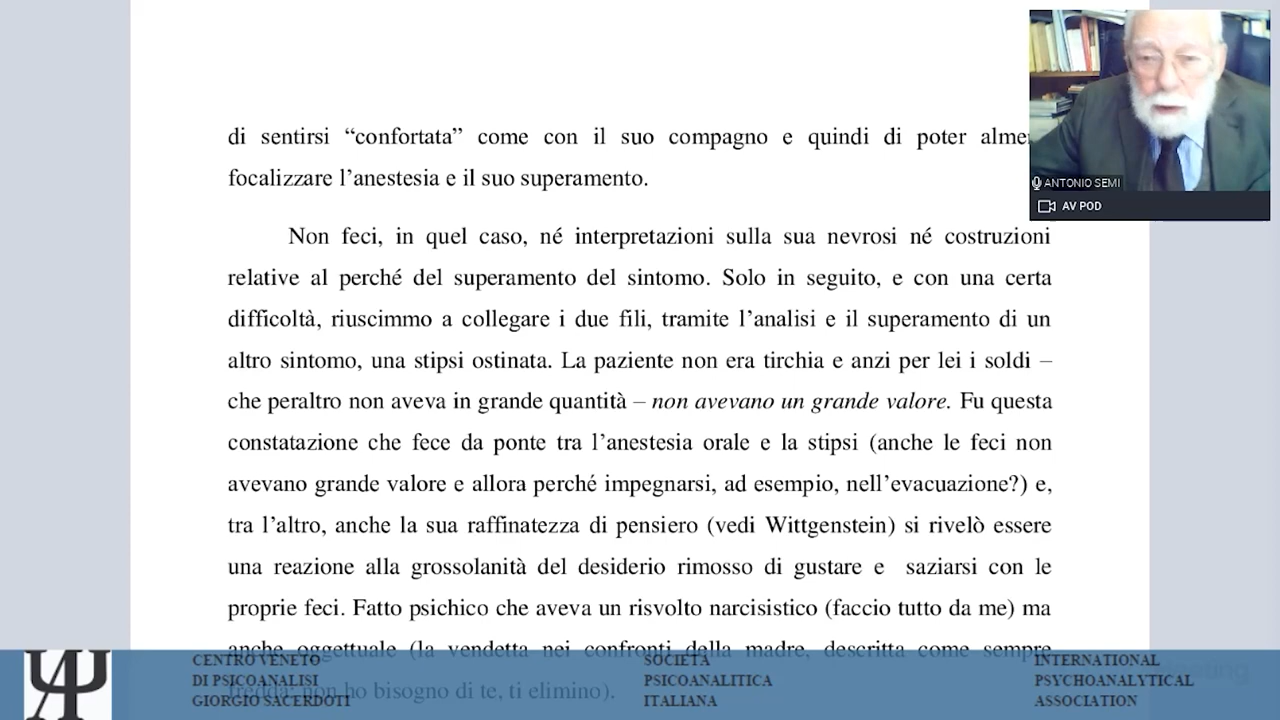 di sentirsi “confortata” come con il suo compagno e quindi di poter
focalizzare l’anestesia e il suo superamento.
Non feci, in quel caso, né interpretazioni sulla sua nevrosi né costruzioni
relative al perché del superamento del sintomo. Solo in seguito, e con una certa
difficoltà, riuscimmo a collegare i due fili, tramite l’analisi e il superamento di un
altro sintomo, una stipsi ostinata. La paziente non era tirchia e anzi per lei i soldi –
che peraltro non aveva in grande quantità – non avevano un grande valore. Fu questa
constatazione che fece da ponte tra l’anestesia orale e la stipsi (anche le feci non
avevano grande valore e allora perché impegnarsi, ad esempio, nell’evacuazione?) e,
tra l’altro, anche la sua raffinatezza di pensiero (vedi Wittgenstein) si rivelò essere
una reazione alla grossolanità del desiderio rimosso di gustare e saziarsi con le
proprie feci. Fatto psichico che aveva un risvolto narcisistico (faccio tutto da me) ma
anche oggettuale (la vendetta nei confronti della madre, descritta come sempre
fredda: non ho bisogno di te, ti elimino).
ANTONIO SEMI
AV POD
CENTRO VENETO
DI PSICOANALISI
GIORGIO SACERDOTI
SOCIETÀ
PSICOANALITICA
ITALIANA
INTERNATIONAL
PSYCHOANALYTICAL
ASSOCIATION